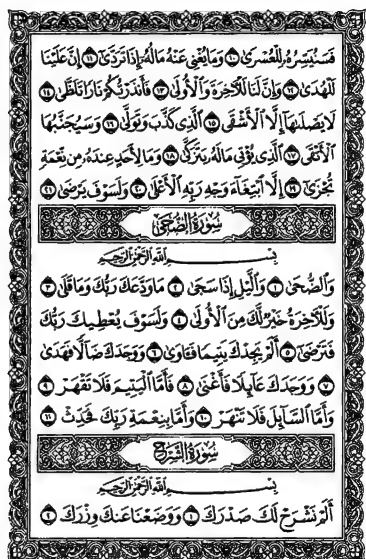 فَسَنُيَسِّرُهُۥ لِلْعُسْرَىٰ ١٠ وَمَا يُغْنِى عَنْهُ مَالُهُۥٓ إِذَا تَرَدَّىٰٓ ١١ إِنَّ عَلَيْنَا
لَلْهُدَىٰ ١٢ وَإِنَّ لَنَا لَلْءَاخِرَةَ وَٱلْأُولَىٰ ١٣ فَأَنذَرْتُكُمْ نَارًا تَلَظَّىٰ ١٤
لَا يَصْلَىٰهَآ إِلَّا ٱلْأَشْقَى ١٥ ٱلَّذِى كَذَّبَ وَتَوَلَّىٰ ١٦ وَسَيُجَنَّبُهَا
ٱلْأَتْقَى ١٧ ٱلَّذِى يُؤْتِى مَالَهُۥ يَتَزَكَّىٰ ١٨ وَمَا لِأَحَدٍ عِندَهُۥ مِن نِّعْمَةٍ
تُجْزَىٰٓ ١٩ إِلَّا ٱبْتِغَآءَ وَجْهِ رَبِّهِ ٱلْأَعْلَىٰ ٢٠ وَلَسَوْفَ يَرْضَىٰ ٢١
سُورَةُ الضُّحَىٰ
بِسْمِ ٱللَّهِ ٱلرَّحْمَٰنِ ٱلرَّحِيمِ
وَٱلضُّحَىٰ ١ وَٱلَّيْلِ إِذَا سَجَىٰ ٢ مَا وَدَّعَكَ رَبُّكَ وَمَا قَلَىٰ ٣
وَلَلْءَاخِرَةُ خَيْرٌ لَّكَ مِنَ ٱلْأُولَىٰ ٤ وَلَسَوْفَ يُعْطِيكَ رَبُّكَ
فَتَرْضَىٰٓ ٥ أَلَمْ يَجِدْكَ يَتِيمًا فَـَٔاوَىٰ ٦ وَوَجَدَكَ ضَآلًّا فَهَدَىٰ
٧ وَوَجَدَكَ عَآئِلًا فَأَغْنَىٰ ٨ فَأَمَّا ٱلْيَتِيمَ فَلَا تَقْهَرْ ٩
وَأَمَّا ٱلسَّآئِلَ فَلَا تَنْهَرْ ١٠ وَأَمَّا بِنِعْمَةِ رَبِّكَ فَحَدِّثْ ١١
سُورَةُ الشَّرْحِ
بِسْمِ ٱللَّهِ ٱلرَّحْمَٰنِ ٱلرَّحِيمِ
أَلَمْ نَشْرَحْ لَكَ صَدْرَكَ ١ وَوَضَعْنَا عَنكَ وِزْرَكَ ٢